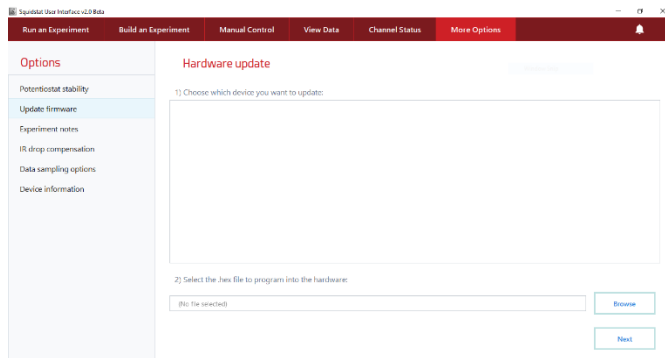 Squidstat User Interface v2.0 Beta
Run an Experiment Build an Experiment Manual Control View Data Channel Status More Options
Options
Potentiostat stability
Update firmware
Experiment notes
IR drop compensation
Data sampling options
Device information
Hardware update
1) Choose which device you want to update:
2) Select the .hex file to program into the hardware:
(No file selected)
Browse
Next